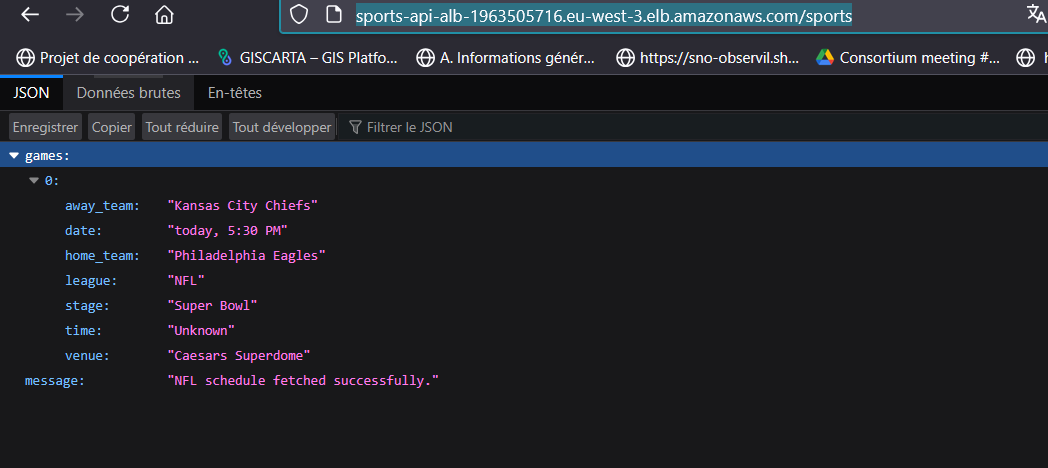 sports-api-alb-1963505716.eu-west-3.elb.amazonaws.com/sports
Projet de coopération ... GISCARTA – GIS Platfo... A. Informations génér... https://sno-observil.sh... Consortium meeting #...
JSON Données brutes En-têtes
Enregistrer Copier Tout réduire Tout développer Filtrer le JSON
games:
0:
away_team: "Kansas City Chiefs"
date: "today, 5:30 PM"
home_team: "Philadelphia Eagles"
league: "NFL"
stage: "Super Bowl"
time: "Unknown"
venue: "Caesars Superdome"
message: "NFL schedule fetched successfully."